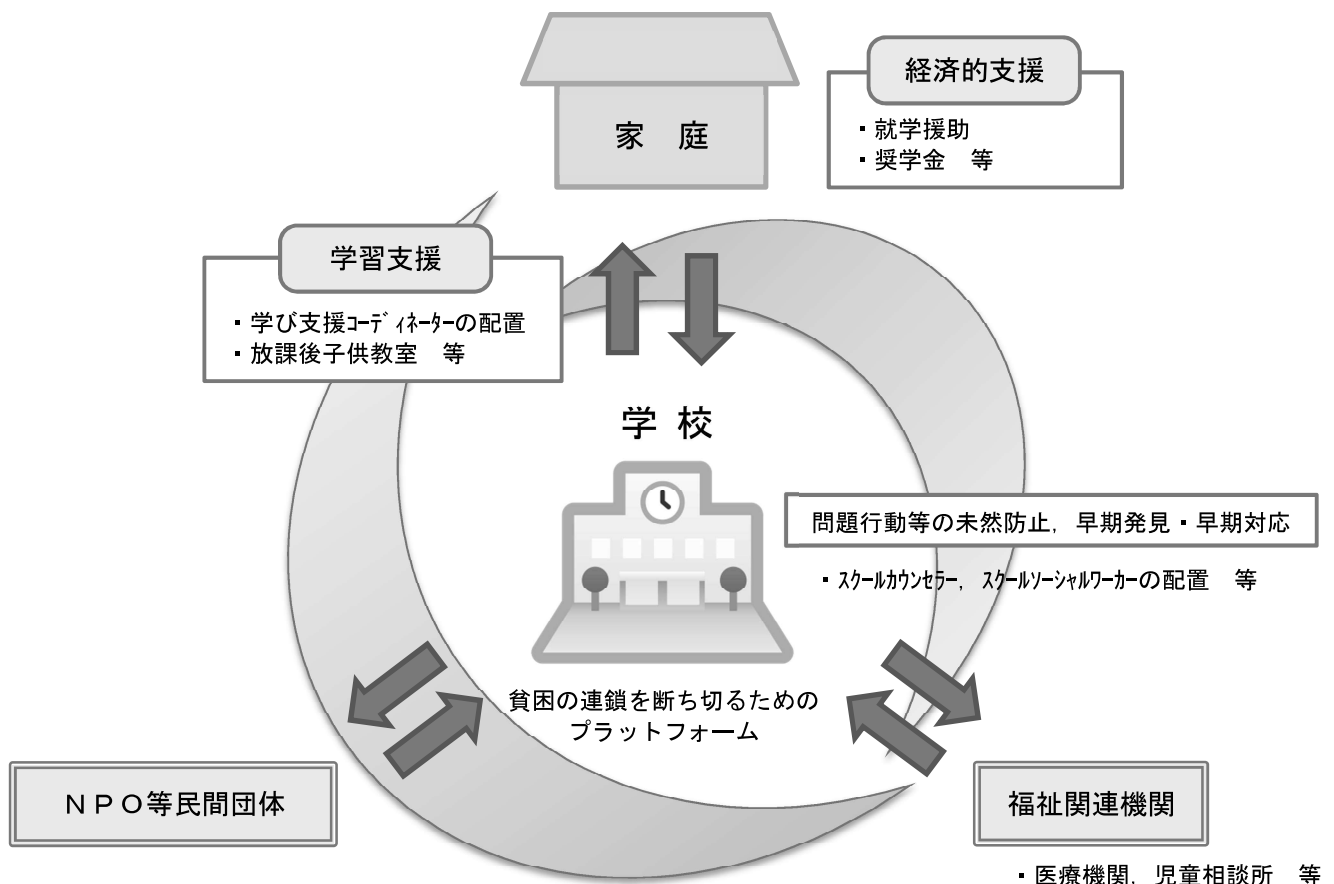 家 庭
経済的支援
・就学援助
・奨学金 等
学習支援
・学び支援コーディネーターの配置
・放課後子供教室 等
学 校
問題行動等の未然防止，早期発見・早期対応
・スクールカウンセラー，スクールソーシャルワーカーの配置 等
貧困の連鎖を断ち切るための
プラットフォーム
ＮＰＯ等民間団体
福祉関連機関
・医療機関，児童相談所 等